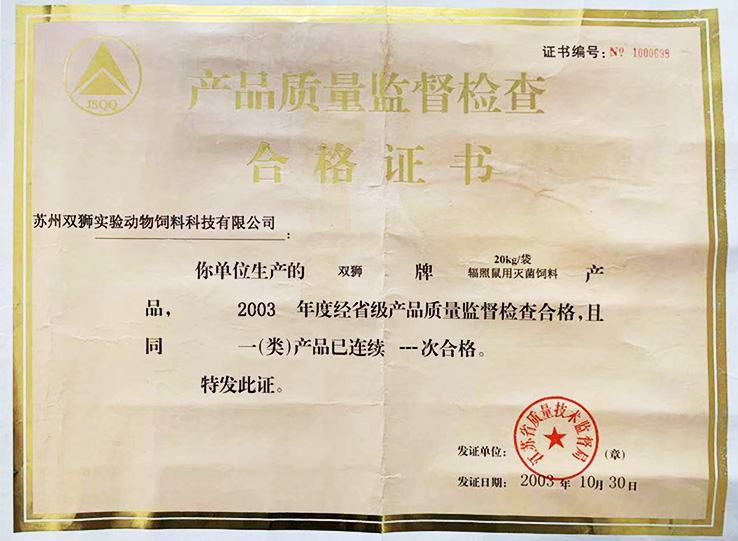 证书编号：№ 1000698
JSQQ
产品质量监督检查
合格证书
苏州双狮实验动物饲料科技有限公司：
20kg/袋
你单位生产的 双狮 牌 辐照鼠用灭菌饲料 产
品， 2003 年度经省级产品质量监督检查合格，且
同 一(类)产品已连续 ---次合格。
特发此证。
江苏省质量技术监督局
发证单位： (章)
发证日期： 2003 年 10月 30日